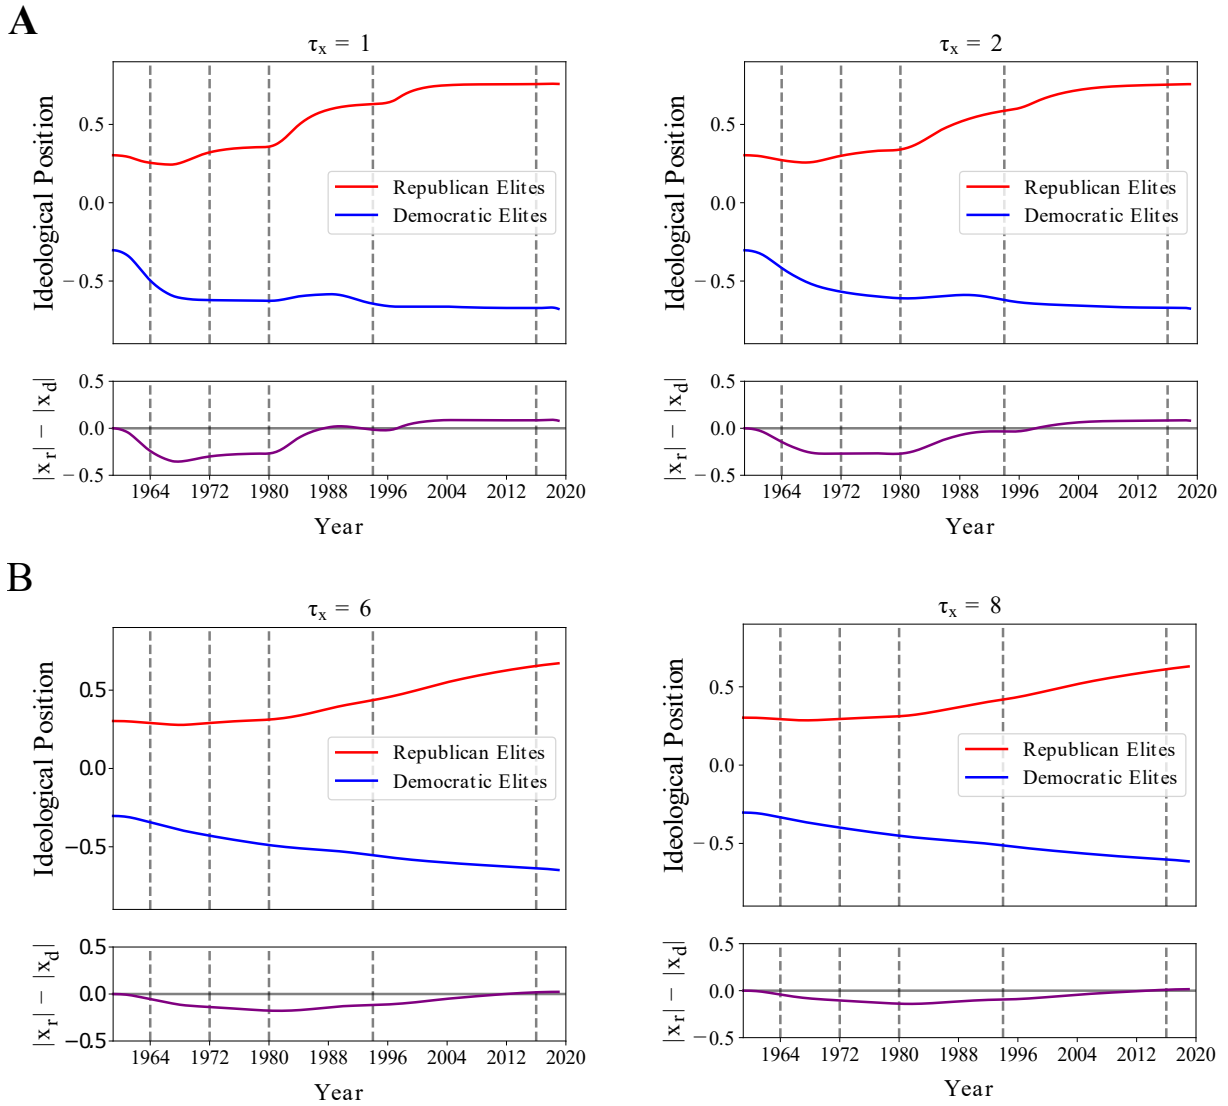 A
τx = 1
Ideological Position
0.5
0.0
−0.5
Republican Elites
Democratic Elites
|xr| − |xd|
0.5
0.0
−0.5
1964 1972 1980 1988 1996 2004 2012 2020
Year
τx = 2
Ideological Position
0.5
0.0
−0.5
Republican Elites
Democratic Elites
|xr| − |xd|
0.5
0.0
−0.5
1964 1972 1980 1988 1996 2004 2012 2020
Year
B
τx = 6
Ideological Position
0.5
0.0
−0.5
Republican Elites
Democratic Elites
|xr| − |xd|
0.5
0.0
−0.5
1964 1972 1980 1988 1996 2004 2012 2020
Year
τx = 8
Ideological Position
0.5
0.0
−0.5
Republican Elites
Democratic Elites
|xr| − |xd|
0.5
0.0
−0.5
1964 1972 1980 1988 1996 2004 2012 2020
Year